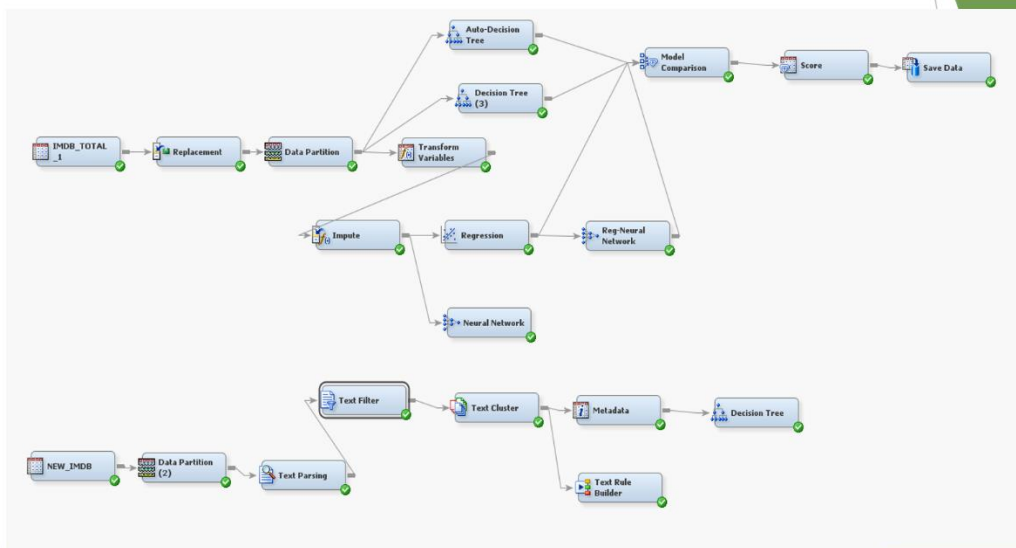 Auto-Decision
Tree
Model
Comparison
Score
Save Data
Decision Tree
(3)
IMDB_TOTAL
_1
Replacement
Data Partition
Transform
Variables
Impute
Regression
Reg-Neural
Network
Neural Network
Text Filter
Text Cluster
Metadata
Decision Tree
NEW_IMDB
Data Partition
(2)
Text Parsing
Text Rule
Builder